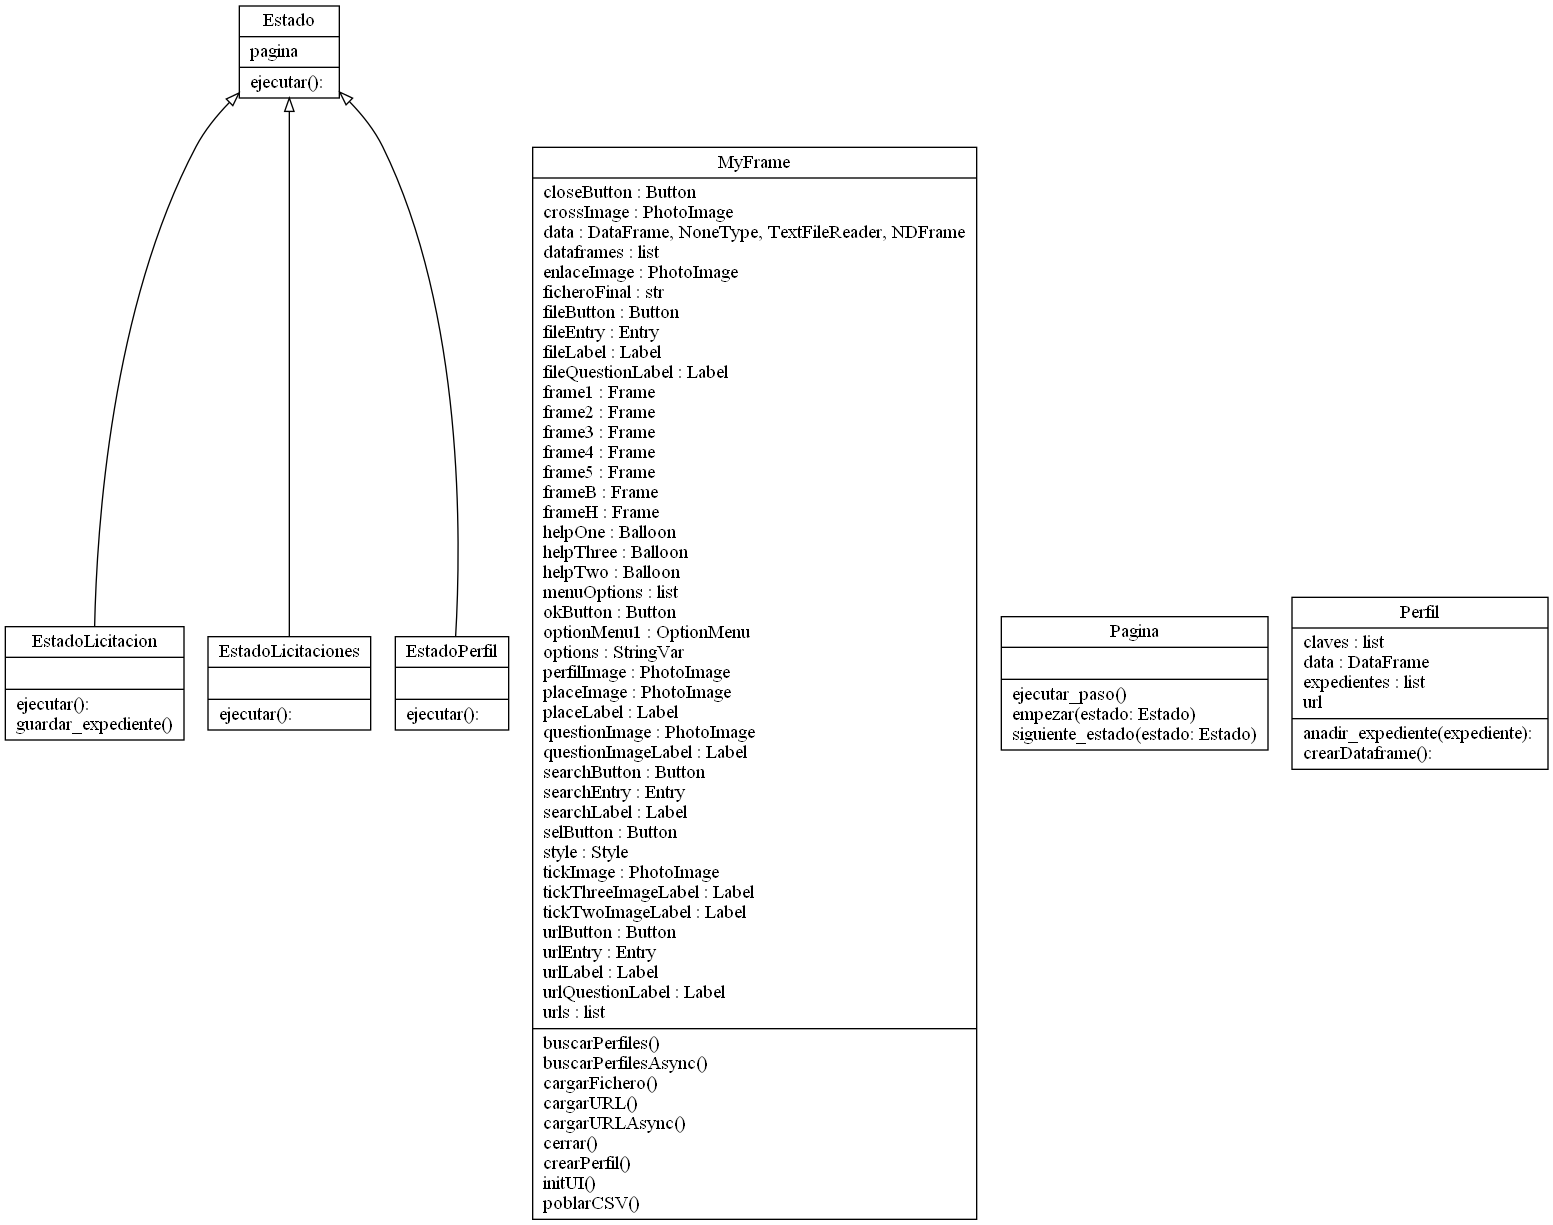 Estado
pagina
ejecutar():
EstadoLicitacion
ejecutar():
guardar_expediente()
EstadoLicitaciones
ejecutar():
EstadoPerfil
ejecutar():
MyFrame
closeButton : Button
crossImage : PhotoImage
data : DataFrame, NoneType, TextFileReader, NDFrame
dataframes : list
enlaceImage : PhotoImage
ficheroFinal : str
fileButton : Button
fileEntry : Entry
fileLabel : Label
fileQuestionLabel : Label
frame1 : Frame
frame2 : Frame
frame3 : Frame
frame4 : Frame
frame5 : Frame
frameB : Frame
frameH : Frame
helpOne : Balloon
helpThree : Balloon
helpTwo : Balloon
menuOptions : list
okButton : Button
optionMenu1 : OptionMenu
options : StringVar
perfilImage : PhotoImage
placeImage : PhotoImage
placeLabel : Label
questionImage : PhotoImage
questionImageLabel : Label
searchButton : Button
searchEntry : Entry
searchLabel : Label
selButton : Button
style : Style
tickImage : PhotoImage
tickThreeImageLabel : Label
tickTwoImageLabel : Label
urlButton : Button
urlEntry : Entry
urlLabel : Label
urlQuestionLabel : Label
urls : list
buscarPerfiles()
buscarPerfilesAsync()
cargarFichero()
cargarURL()
cargarURLAsync()
cerrar()
crearPerfil()
initUI()
poblarCSV()
Pagina
ejecutar_paso()
empezar(estado: Estado)
siguiente_estado(estado: Estado)
Perfil
claves : list
data : DataFrame
expedientes : list
url
anadir_expediente(expediente):
crearDataframe():